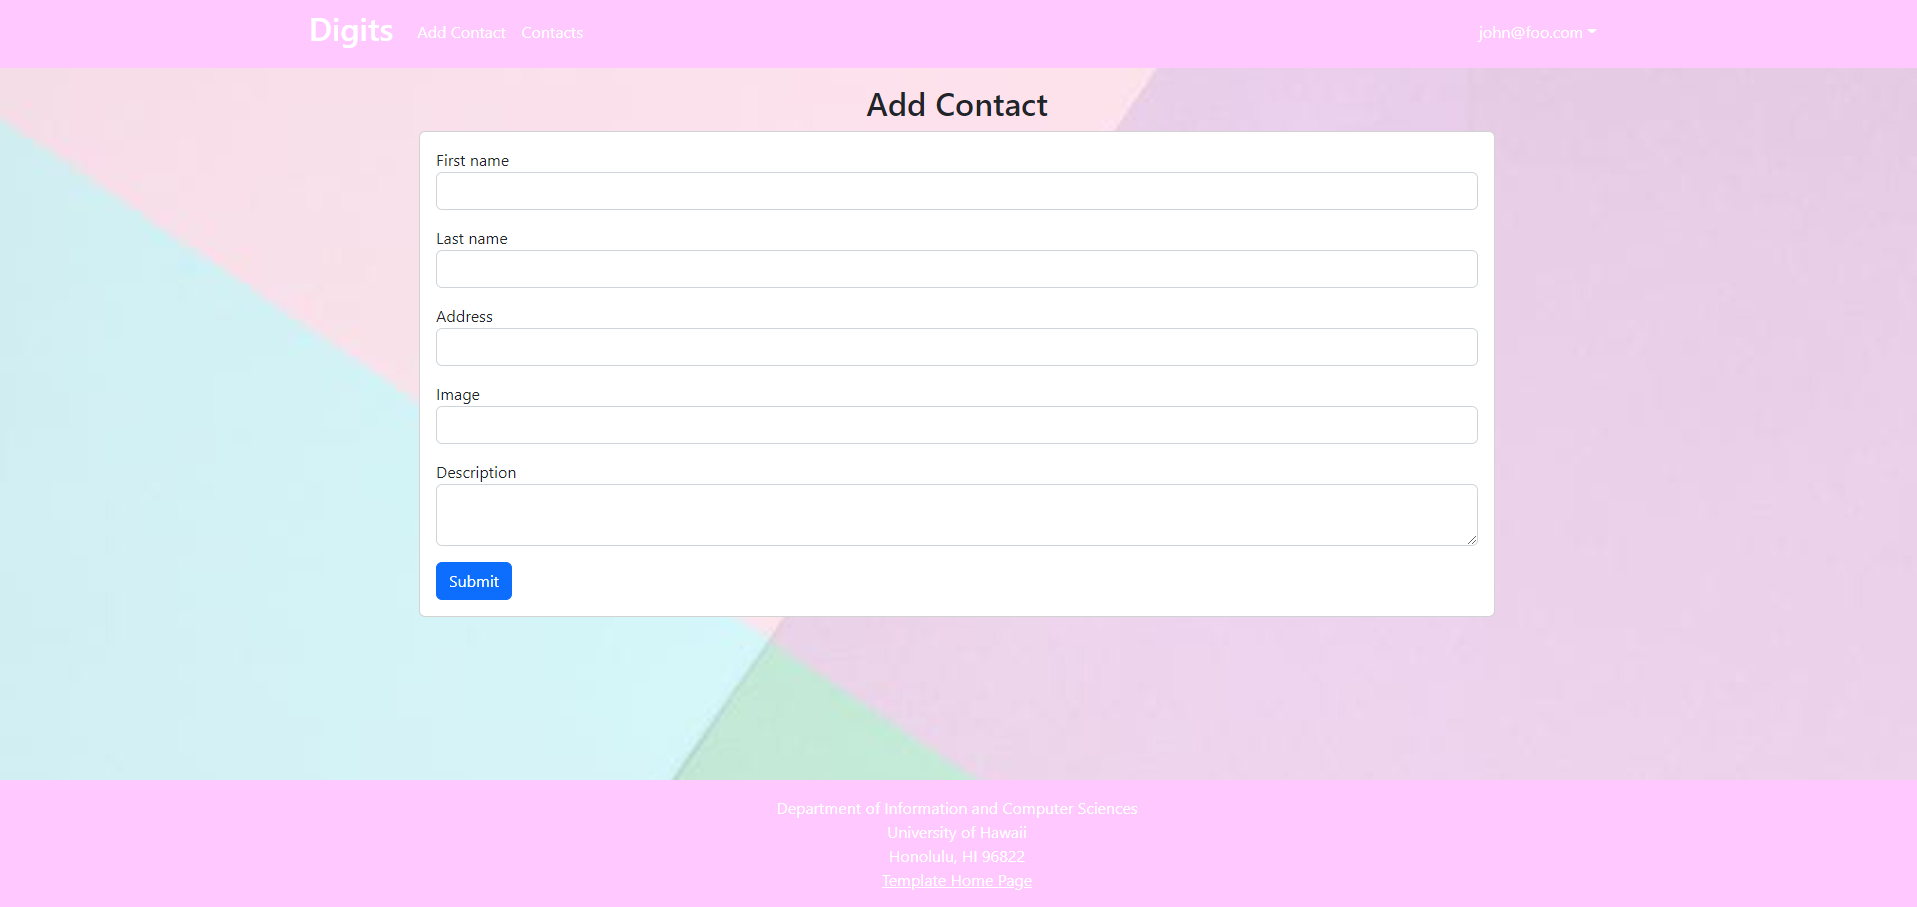 Digits Add Contact Contacts john@foo.com
Add Contact
First name
Last name
Address
Image
Description
Submit
Department of Information and Computer Sciences
University of Hawaii
Honolulu, HI 96822
Template Home Page